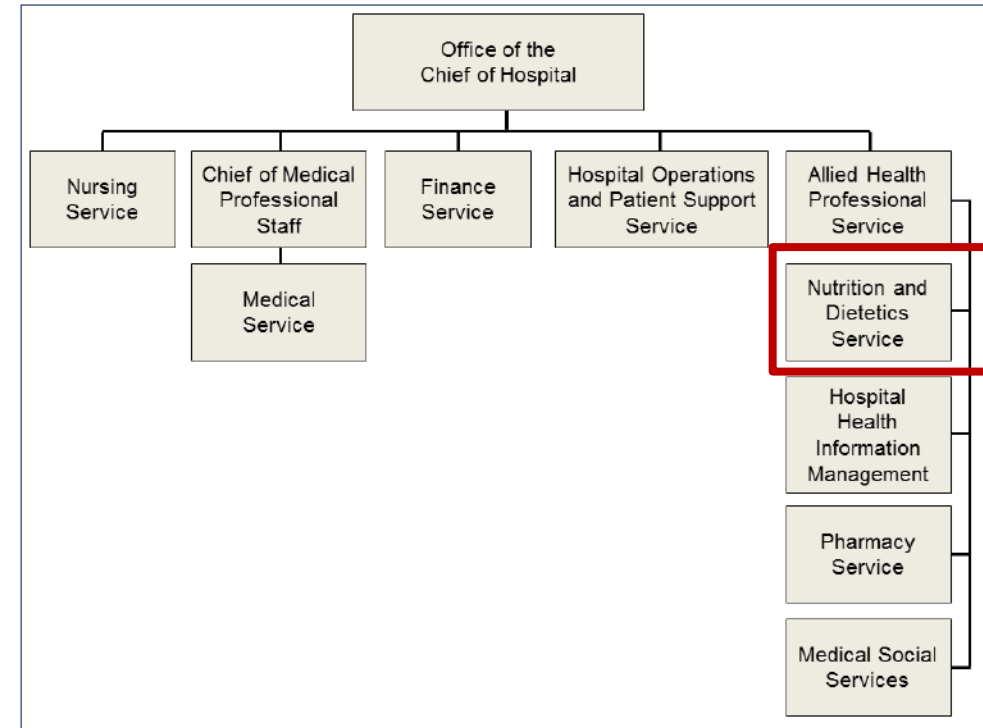 Office of the
Chief of Hospital
Nursing
Service
Chief of Medical
Professional
Staff
Finance
Service
Hospital Operations
and Patient Support
Service
Allied Health
Professional
Service
Medical
Service
Nutrition and
Dietetics
Service
Hospital
Health
Information
Management
Pharmacy
Service
Medical Social
Services